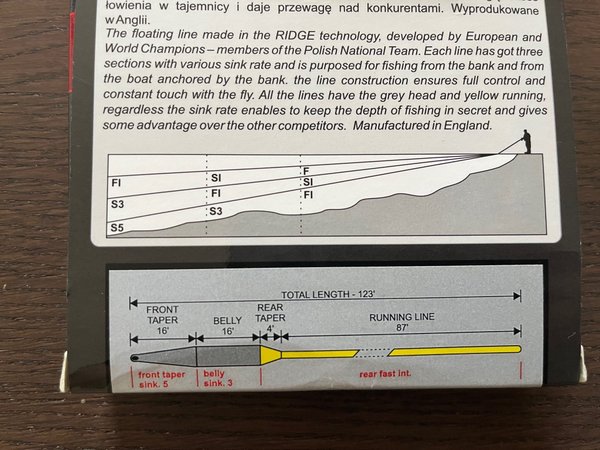 łowienia w tajemnicy i daje przewagę nad konkurentami. Wyprodukowane
w Anglii.
The floating line made in the RIDGE technology, developed by European and
World Champions – members of the Polish National Team. Each line has got three
sections with various sink rate and is purposed for fishing from the bank and from
the boat anchored by the bank. the line construction ensures full control and
constant touch with the fly. All the lines have the grey head and yellow running,
regardless the sink rate enables to keep the depth of fishing in secret and gives
some advantage over the other competitors. Manufactured in England.
FI SI F
S3 FI SI
S5 S3 FI
TOTAL LENGTH - 123'
FRONT TAPER 16'
BELLY 16'
REAR TAPER 4'
RUNNING LINE 87'
front taper sink. 5
belly sink. 3
rear fast int.